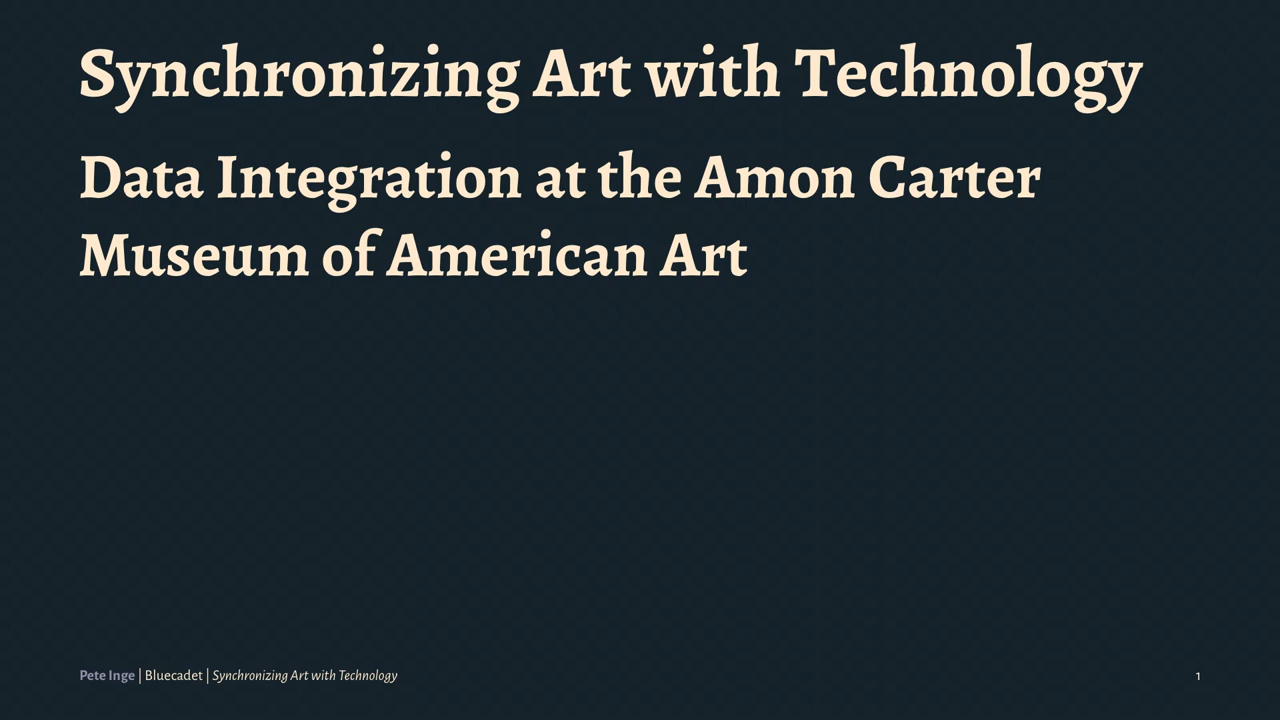 Synchronizing Art with Technology
Data Integration at the Amon Carter
Museum of American Art
Pete Inge | Bluecadet | Synchronizing Art with Technology
1